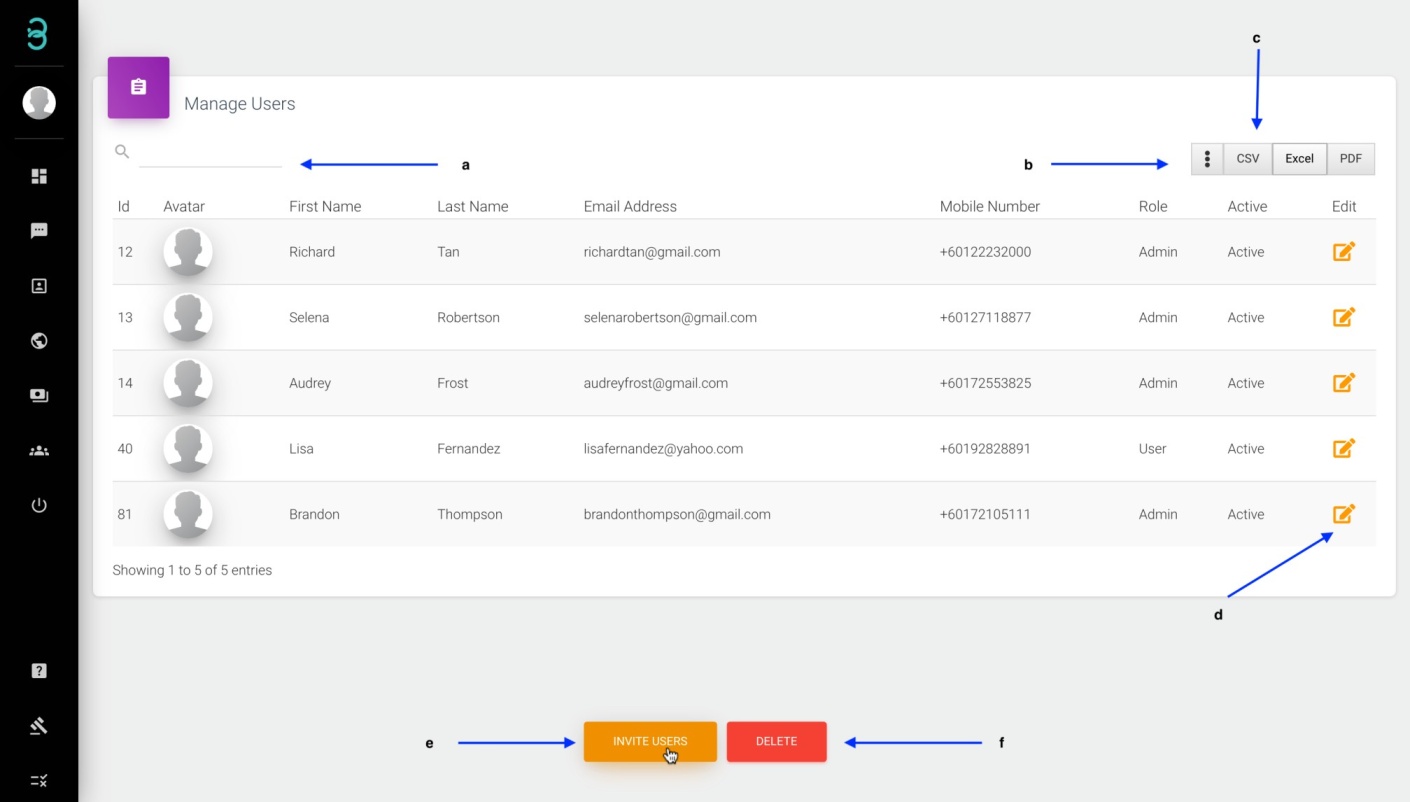 c
Manage Users
a
b
CSV Excel PDF
Id Avatar First Name Last Name Email Address Mobile Number Role Active Edit
12 Richard Tan richardtan@gmail.com +60122232000 Admin Active
13 Selena Robertson selenarobertson@gmail.com +60127118877 Admin Active
14 Audrey Frost audreyfrost@gmail.com +60172553825 Admin Active
40 Lisa Fernandez lisafernandez@yahoo.com +60192828891 User Active
81 Brandon Thompson brandonthompson@gmail.com +60172105111 Admin Active
Showing 1 to 5 of 5 entries
d
e INVITE USERS DELETE f